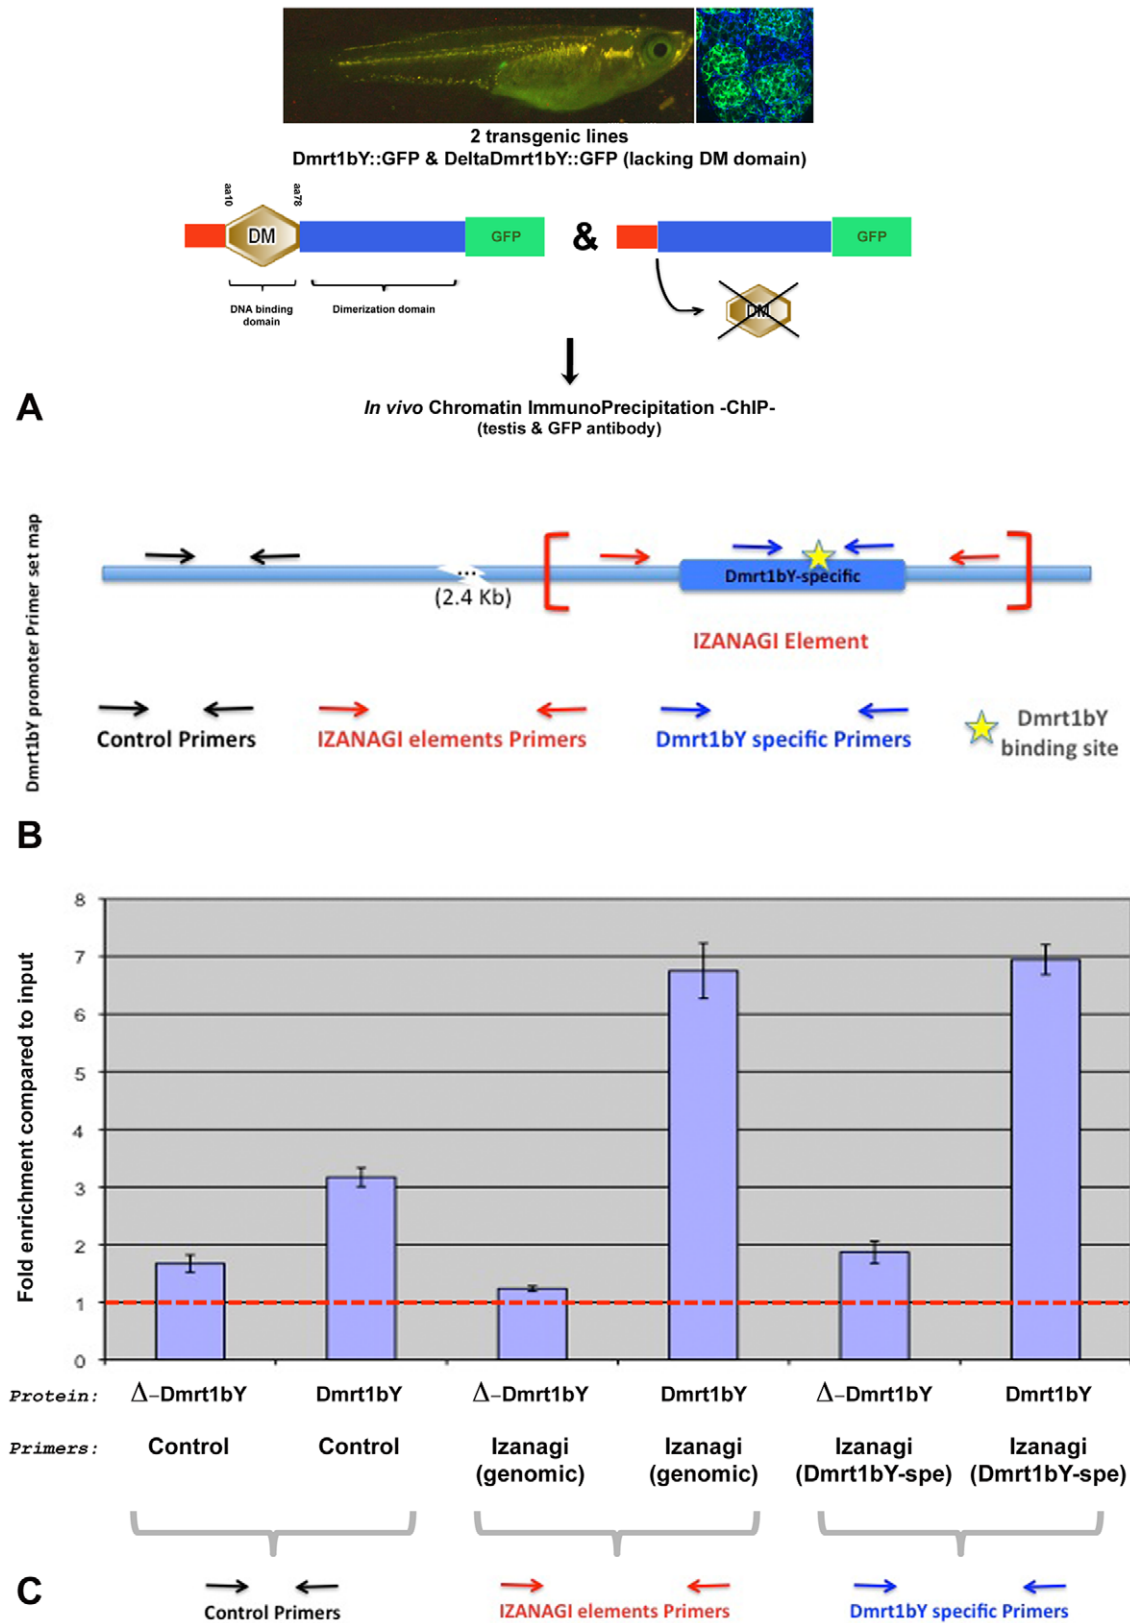 2 transgenic lines
Dmrt1bY::GFP & DeltaDmrt1bY::GFP (lacking DM domain)
aa10
aa78
DM
GFP
&
GFP
DNA binding
domain
Dimerization domain
DM
A
In vivo Chromatin ImmunoPrecipitation -ChIP-
(testis & GFP antibody)
Dmrt1bY promoter Primer set map
...
(2.4 Kb)
Dmrt1bY-specific
IZANAGI Element
Control Primers
IZANAGI elements Primers
Dmrt1bY specific Primers
Dmrt1bY
binding site
B
Fold enrichment compared to input
8
7
6
5
4
3
2
1
0
Protein: Δ-Dmrt1bY Dmrt1bY Δ-Dmrt1bY Dmrt1bY Δ-Dmrt1bY Dmrt1bY
Primers: Control Control Izanagi Izanagi Izanagi Izanagi
(genomic) (genomic) (Dmrt1bY-spe) (Dmrt1bY-spe)
C
Control Primers
IZANAGI elements Primers
Dmrt1bY specific Primers